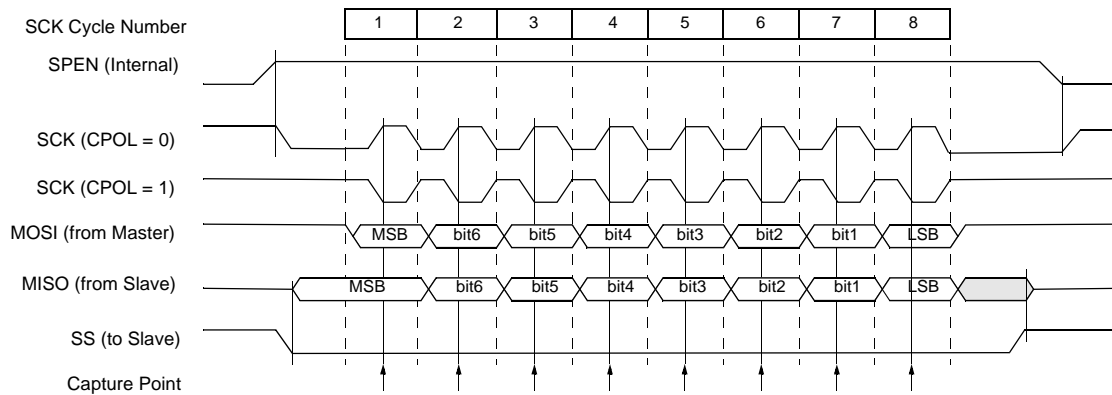 SCK Cycle Number 1 2 3 4 5 6 7 8
SPEN (Internal)
SCK (CPOL = 0)
SCK (CPOL = 1)
MOSI (from Master) MSB bit6 bit5 bit4 bit3 bit2 bit1 LSB
MISO (from Slave) MSB bit6 bit5 bit4 bit3 bit2 bit1 LSB
SS (to Slave)
Capture Point